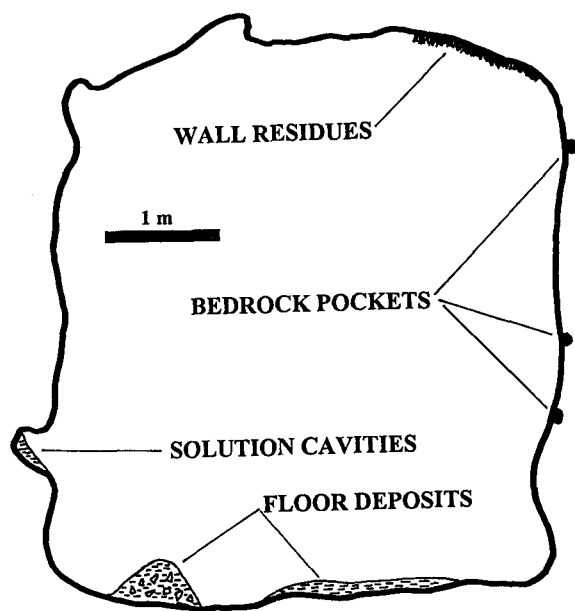 WALL RESIDUES
1 m
BEDROCK POCKETS
SOLUTION CAVITIES
FLOOR DEPOSITS